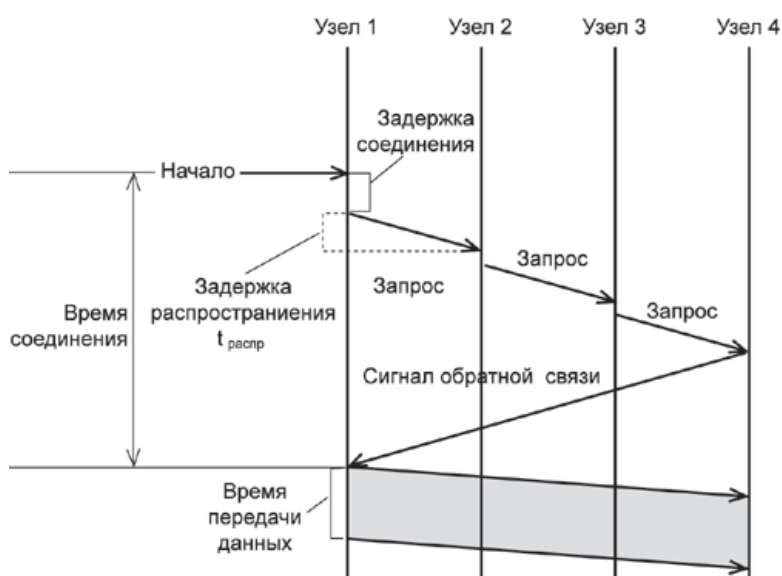 Узел 1
Узел 2
Узел 3
Узел 4
Задержка
соединения
Начало
Запрос
Задержка
распространиения
t распр
Запрос
Запрос
Время
соединения
Сигнал обратной связи
Время
передачи
данных